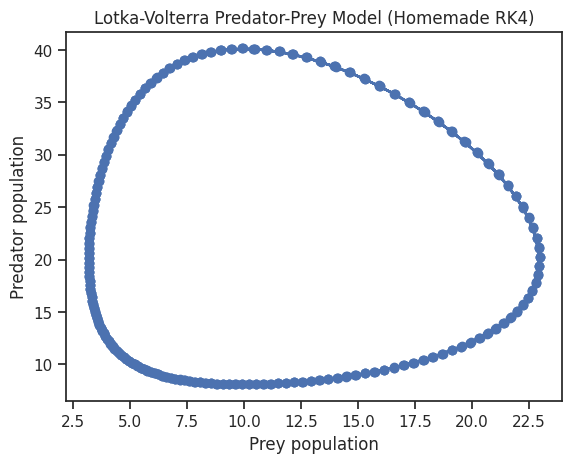 Lotka-Volterra Predator-Prey Model (Homemade RK4)
Predator population
40
35
30
25
20
15
10
2.5 5.0 7.5 10.0 12.5 15.0 17.5 20.0 22.5
Prey population